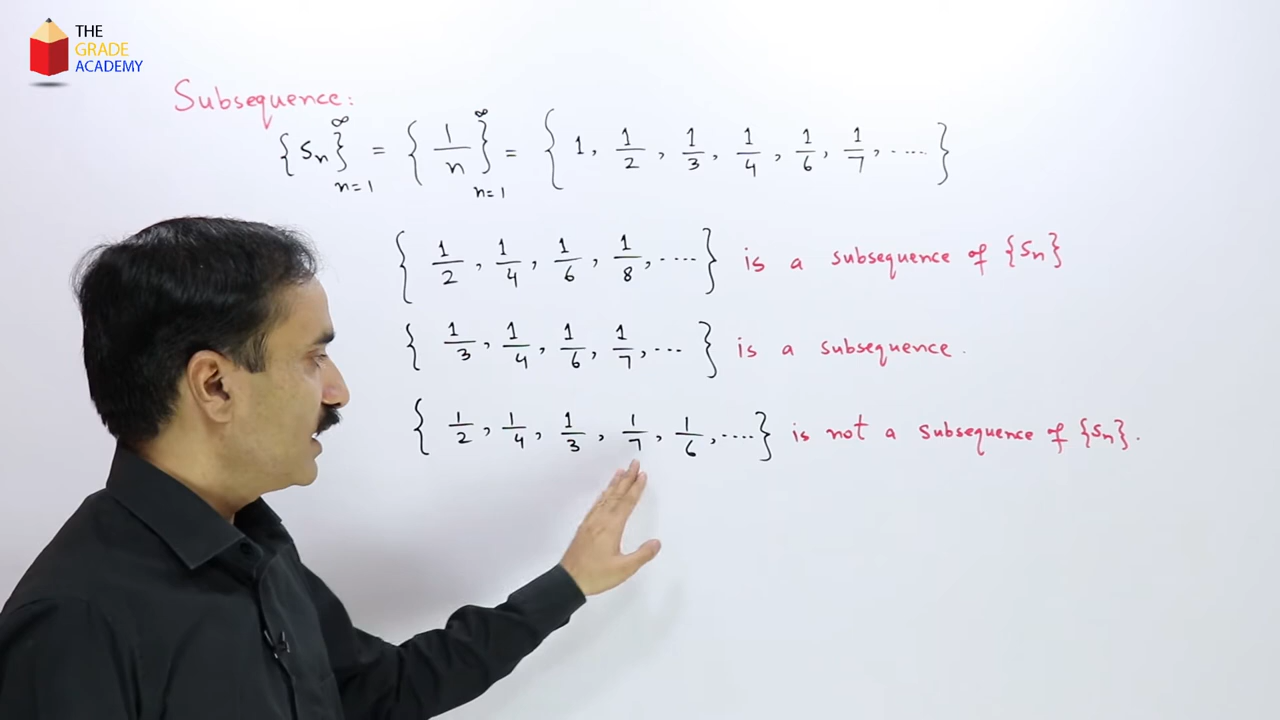 THE
GRADE
ACADEMY
Subsequence:
{Sn}∞n=1 = {1/n}∞n=1 = {1, 1/2, 1/3, 1/4, 1/6, 1/7, .....}
{1/2, 1/4, 1/6, 1/8, ....} is a subsequence of {Sn}
{1/3, 1/4, 1/6, 1/7, ...} is a subsequence.
{1/2, 1/4, 1/3, 1/7, 1/6, ....} is not a subsequence of {Sn}.